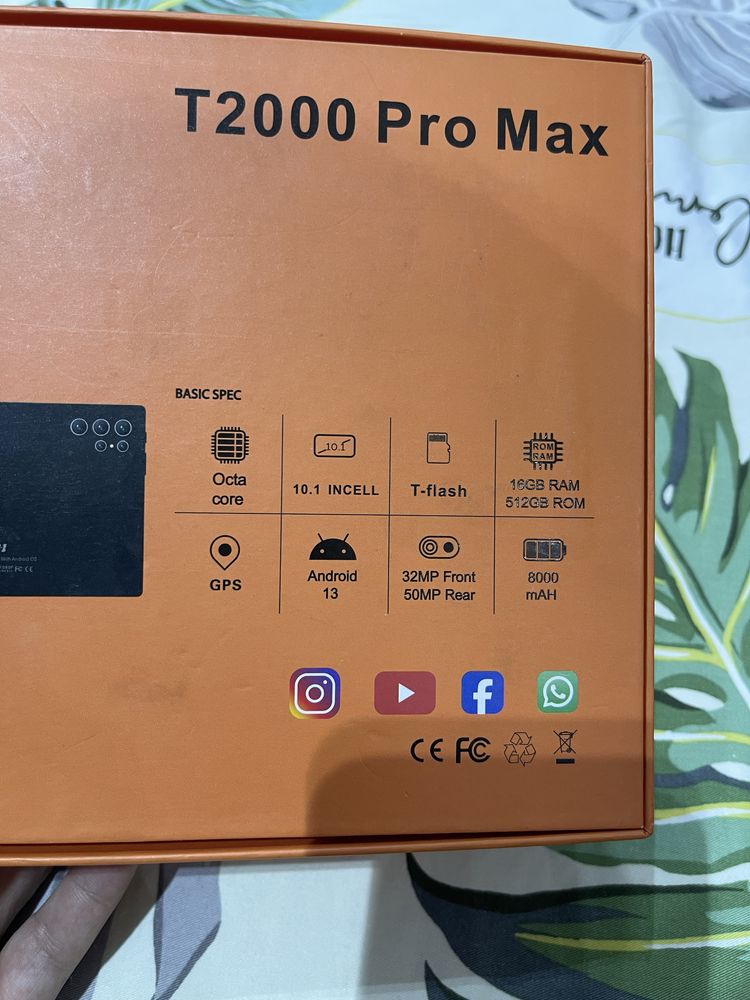 T2000 Pro Max
BASIC SPEC
Octa
core
10.1
10.1 INCELL
T-flash
ROM
RAM
16GB RAM
512GB ROM
GPS
Android
13
32MP Front
50MP Rear
8000
mAH
CE FC